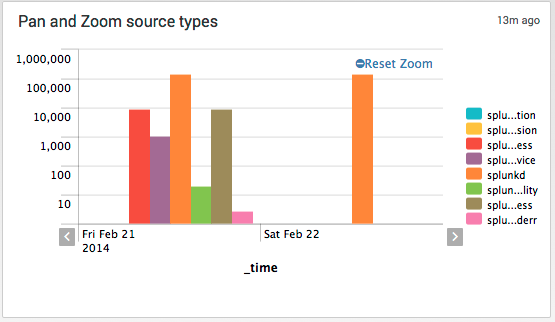 Pan and Zoom source types
13m ago
1,000,000
Reset Zoom
100,000
10,000
1,000
100
10
splu...tion
splu...sion
splu...ess
splu...vice
splunkd
splun...lity
splu...ess
splu...derr
Fri Feb 21
2014
Sat Feb 22
_time